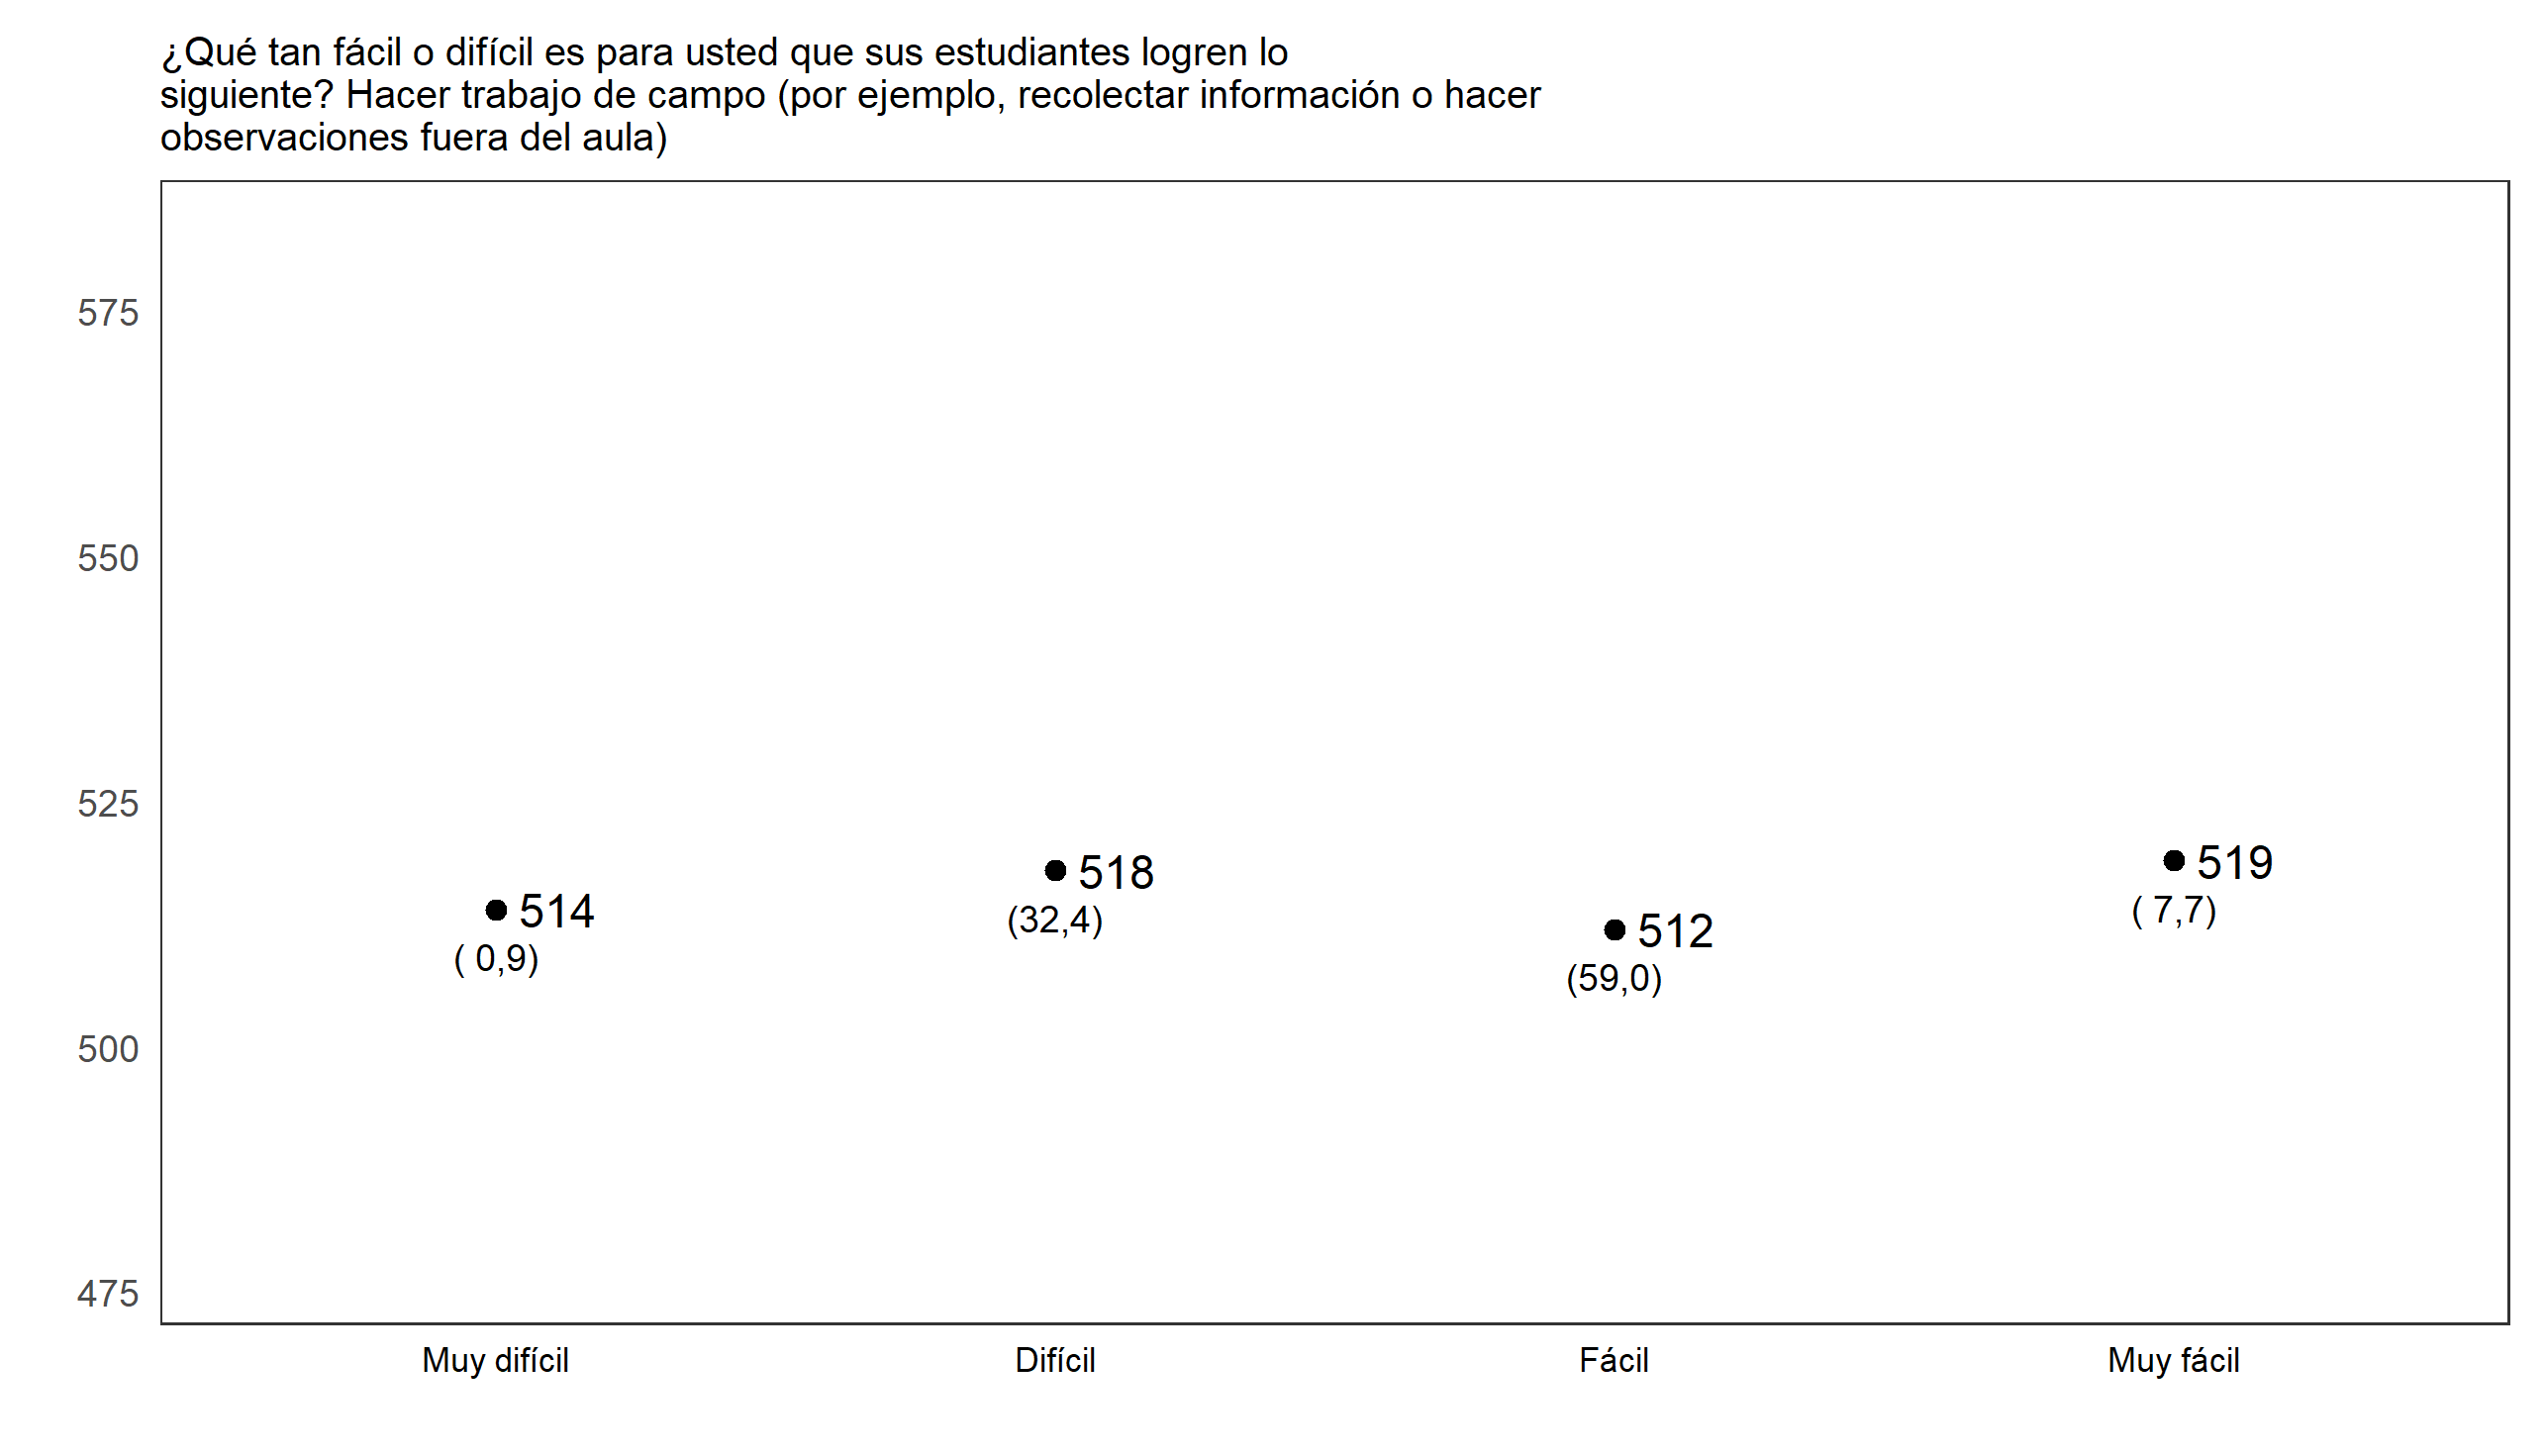 ¿Qué tan fácil o difícil es para usted que sus estudiantes logren lo
siguiente? Hacer trabajo de campo (por ejemplo, recolectar información o hacer
observaciones fuera del aula)
575
550
525
500
475
514
( 0,9)
518
(32,4)
512
(59,0)
519
( 7,7)
Muy difícil
Difícil
Fácil
Muy fácil